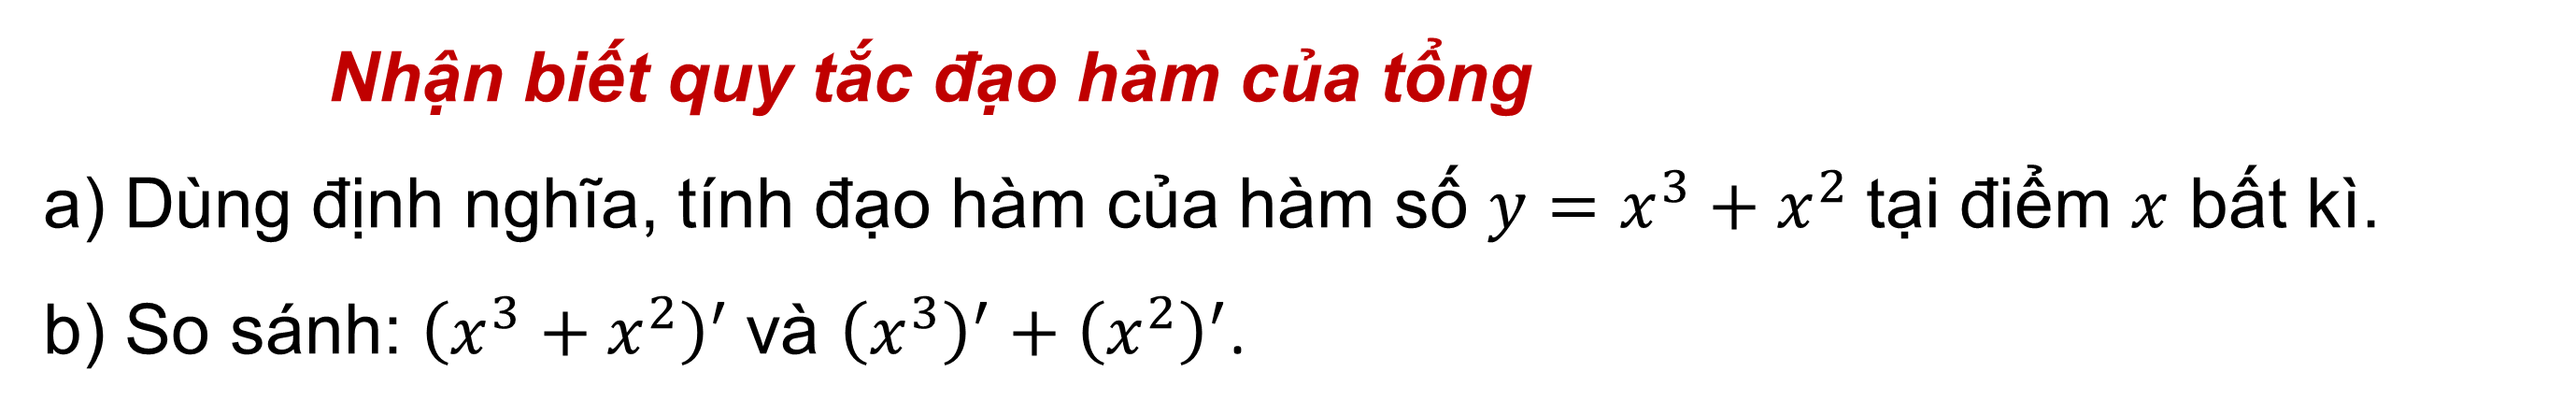 Nhận biết quy tắc đạo hàm của tổng
a) Dùng định nghĩa, tính đạo hàm của hàm số y = x³ + x² tại điểm x bất kì.
b) So sánh: (x³ + x²)′ và (x³)′ + (x²)′.